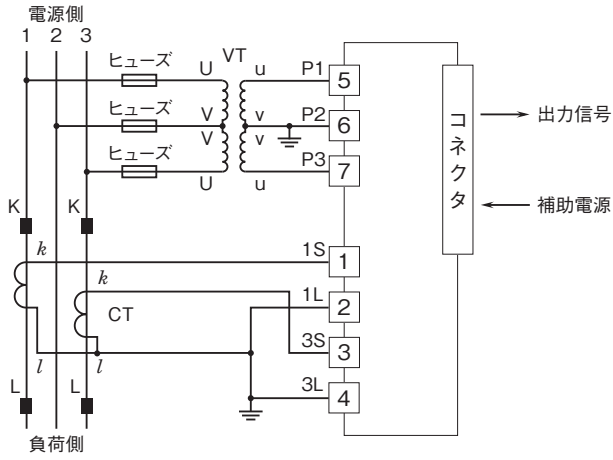 電源側
1 2 3
ヒューズ
VT
U u P1 5
ヒューズ
V v P2 6
V v
ヒューズ
U u P3 7
コネクタ
出力信号
補助電源
K K
k 1S 1
k 1L 2
CT
3S 3
l l
L L 3L 4
負荷側